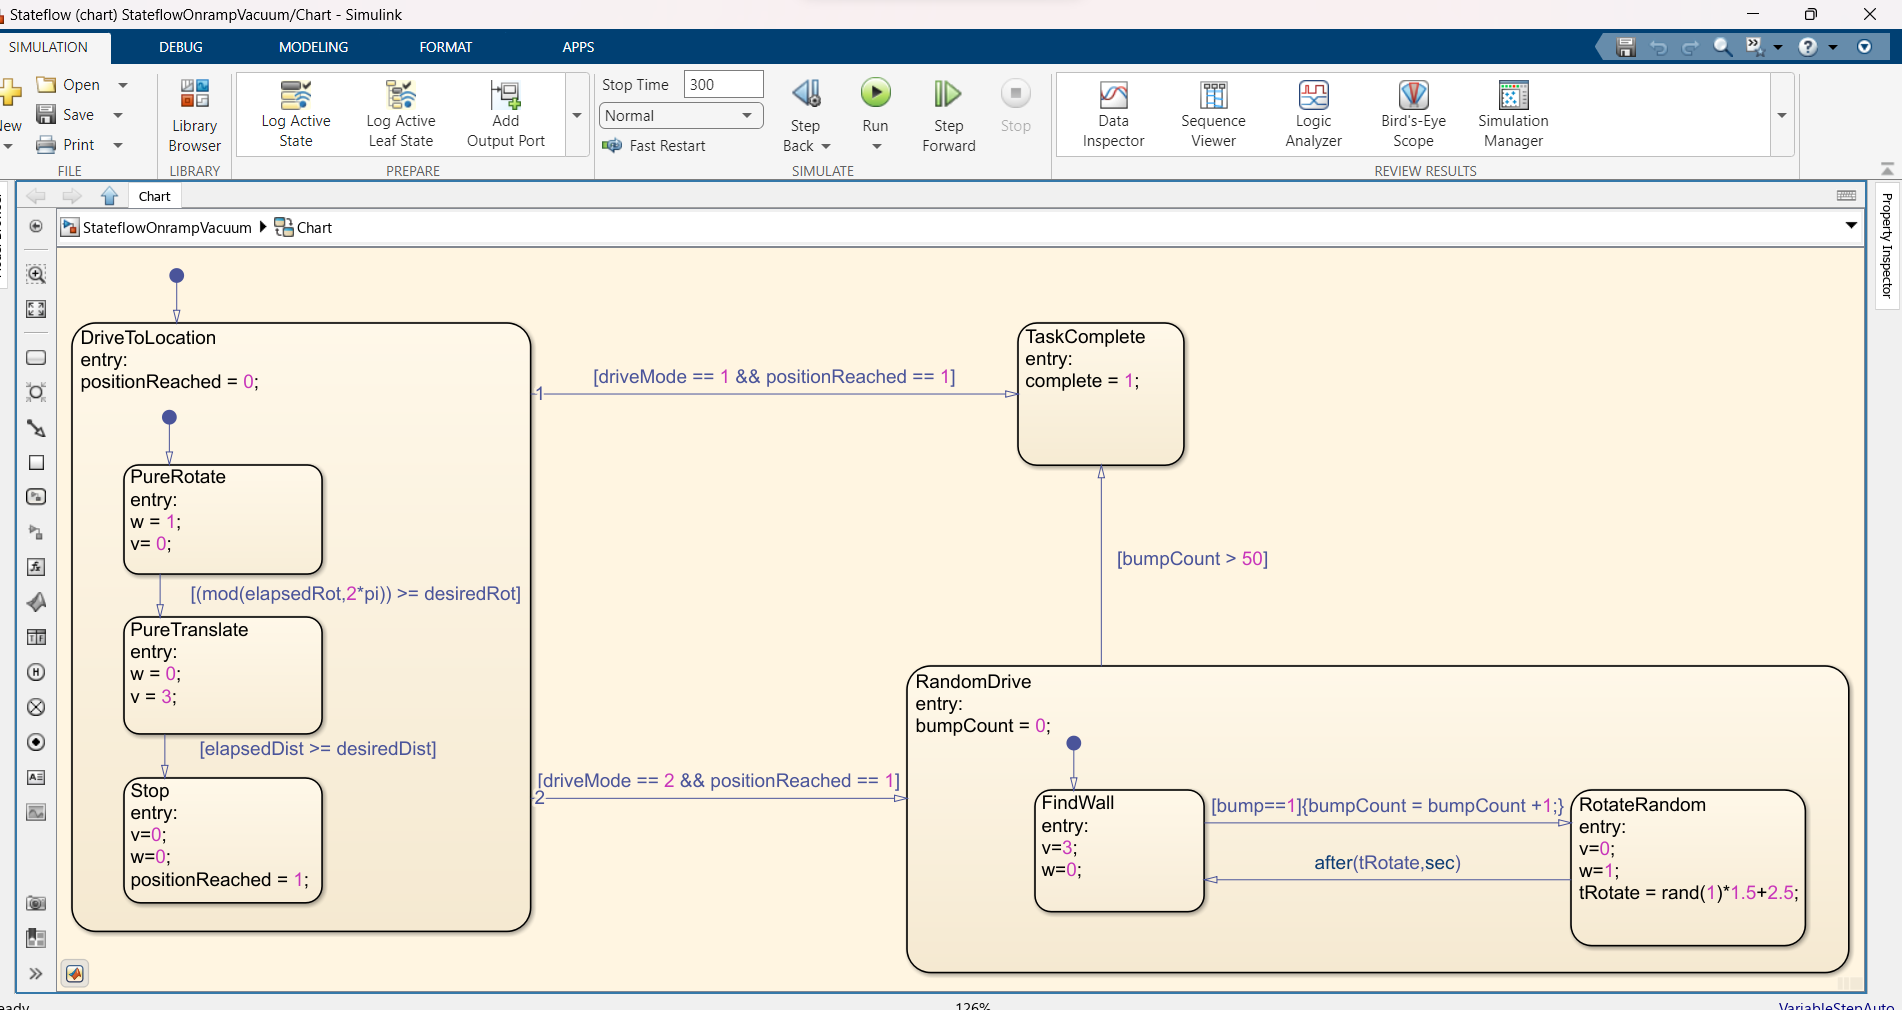 Stateflow (chart) StateflowOnrampVacuum/Chart - Simulink
SIMULATION DEBUG MODELING FORMAT APPS
Open
Save
Print
FILE
Library
Browser
LIBRARY
Log Active
State
Log Active
Leaf State
Add
Output Port
PREPARE
Stop Time 300
Normal
Fast Restart
Step
Back
Run
Step
Forward
Stop
SIMULATE
Data
Inspector
Sequence
Viewer
Logic
Analyzer
Bird's-Eye
Scope
Simulation
Manager
REVIEW RESULTS
Chart
StateflowOnrampVacuum Chart
Property Inspector
DriveToLocation
entry:
positionReached = 0;
PureRotate
entry:
w = 1;
v= 0;
[(mod(elapsedRot,2*pi)) >= desiredRot]
PureTranslate
entry:
w = 0;
v = 3;
[elapsedDist >= desiredDist]
Stop
entry:
v=0;
w=0;
positionReached = 1;
1
[driveMode == 1 && positionReached == 1]
TaskComplete
entry:
complete = 1;
[bumpCount > 50]
2
[driveMode == 2 && positionReached == 1]
RandomDrive
entry:
bumpCount = 0;
FindWall
entry:
v=3;
w=0;
[bump==1]{bumpCount = bumpCount +1;}
after(tRotate,sec)
RotateRandom
entry:
v=0;
w=1;
tRotate = rand(1)*1.5+2.5;
126%
VariableStepAuto